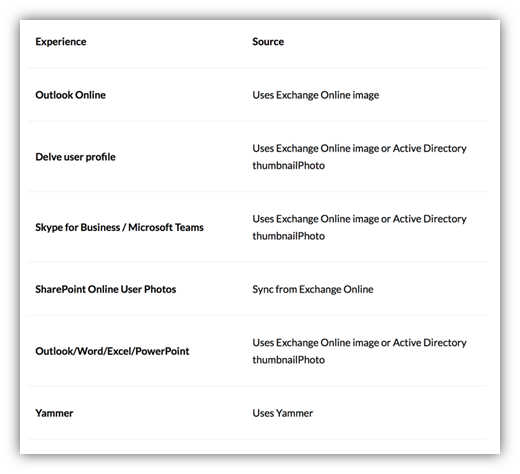 Experience Source
Outlook Online Uses Exchange Online image
Delve user profile Uses Exchange Online image or Active Directory
thumbnailPhoto
Skype for Business / Microsoft Teams Uses Exchange Online image or Active Directory
thumbnailPhoto
SharePoint Online User Photos Sync from Exchange Online
Outlook/Word/Excel/PowerPoint Uses Exchange Online image or Active Directory
thumbnailPhoto
Yammer Uses Yammer